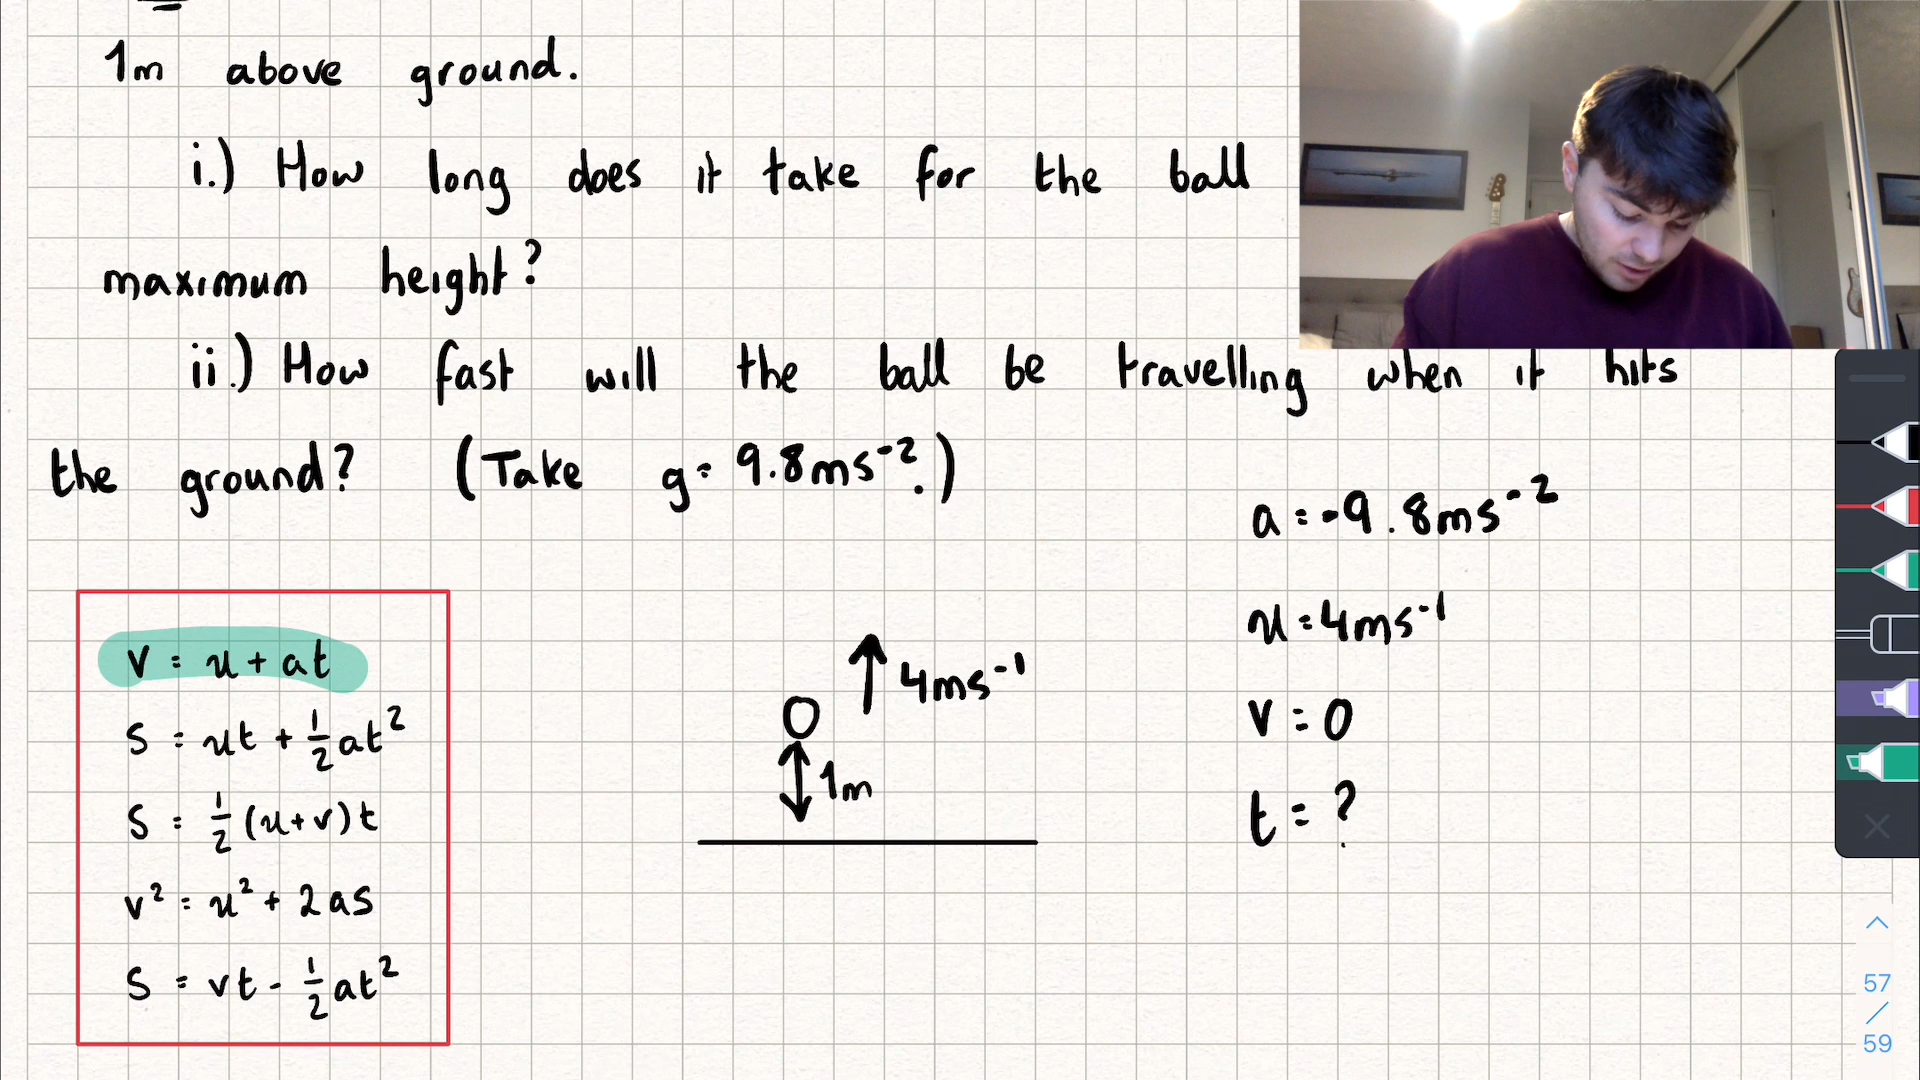 1m above ground.
i.) How long does it take for the ball
maximum height?
ii.) How fast will the ball be travelling when it hits
the ground? (Take g = 9.8ms⁻².)
a = -9.8ms⁻²
u = 4ms⁻¹
v = 0
t = ?
4ms⁻¹
1m
v = u + at
s = ut + ½at²
s = ½(u+v)t
v² = u² + 2as
s = vt - ½at²
57
/
59